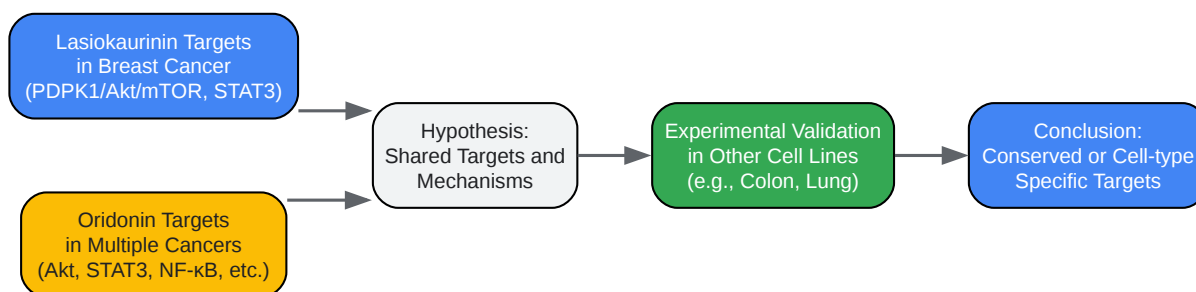 Lasiokaurinin Targets
in Breast Cancer
(PDPK1/Akt/mTOR, STAT3)
Oridonin Targets
in Multiple Cancers
(Akt, STAT3, NF-κB, etc.)
Hypothesis:
Shared Targets and
Mechanisms
Experimental Validation
in Other Cell Lines
(e.g., Colon, Lung)
Conclusion:
Conserved or Cell-type
Specific Targets